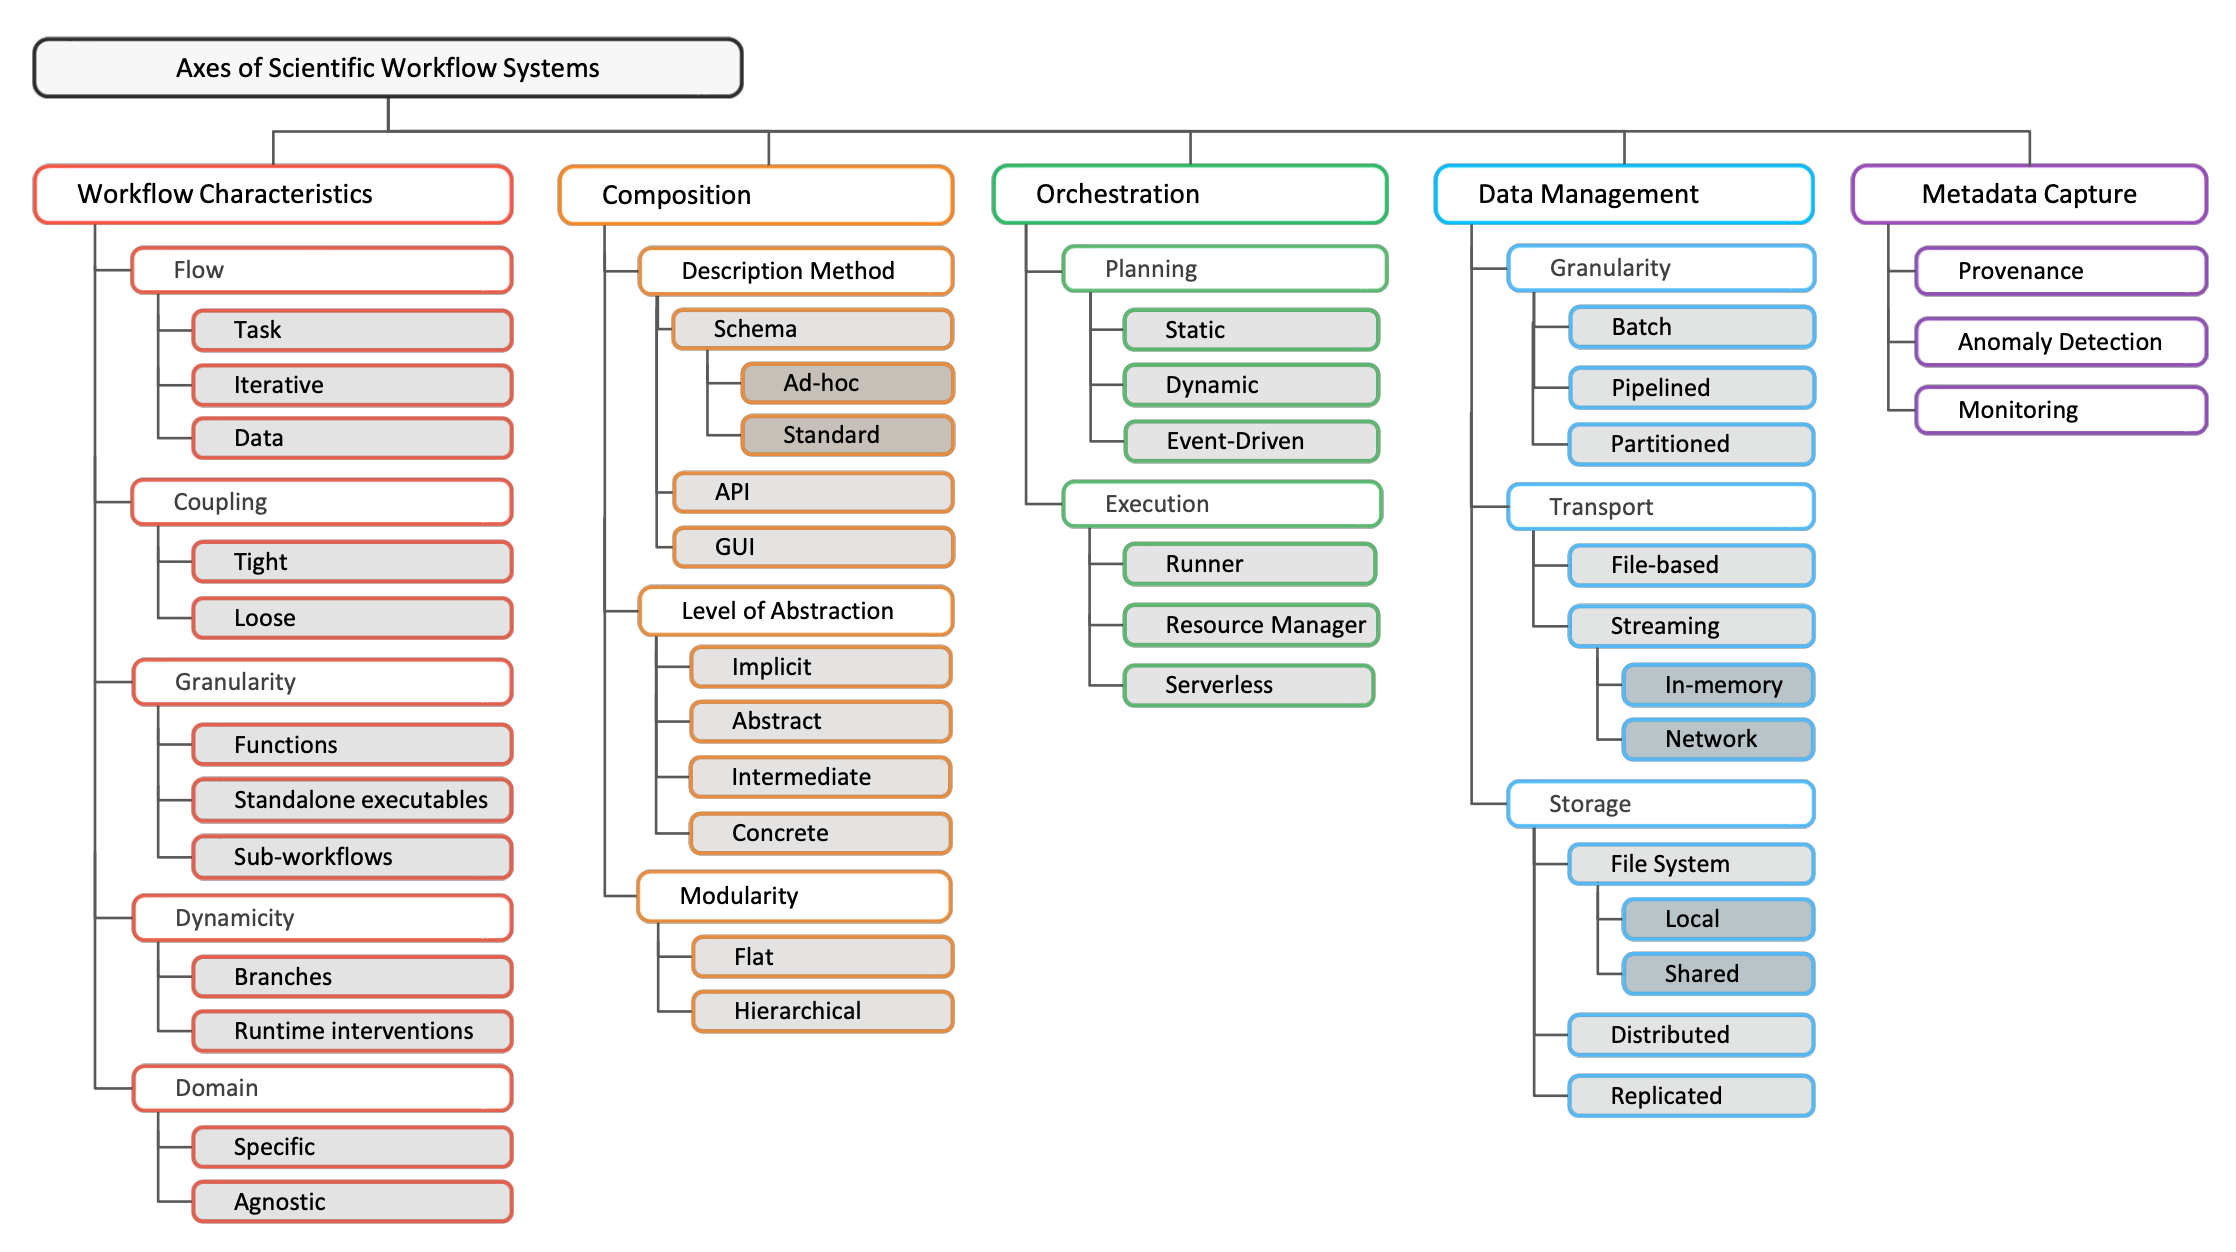 Axes of Scientific Workflow Systems
Workflow Characteristics
Flow
Task
Iterative
Data
Coupling
Tight
Loose
Granularity
Functions
Standalone executables
Sub-workflows
Dynamicity
Branches
Runtime interventions
Domain
Specific
Agnostic
Composition
Description Method
Schema
Ad-hoc
Standard
API
GUI
Level of Abstraction
Implicit
Abstract
Intermediate
Concrete
Modularity
Flat
Hierarchical
Orchestration
Planning
Static
Dynamic
Event-Driven
Execution
Runner
Resource Manager
Serverless
Data Management
Granularity
Batch
Pipelined
Partitioned
Transport
File-based
Streaming
In-memory
Network
Storage
File System
Local
Shared
Distributed
Replicated
Metadata Capture
Provenance
Anomaly Detection
Monitoring